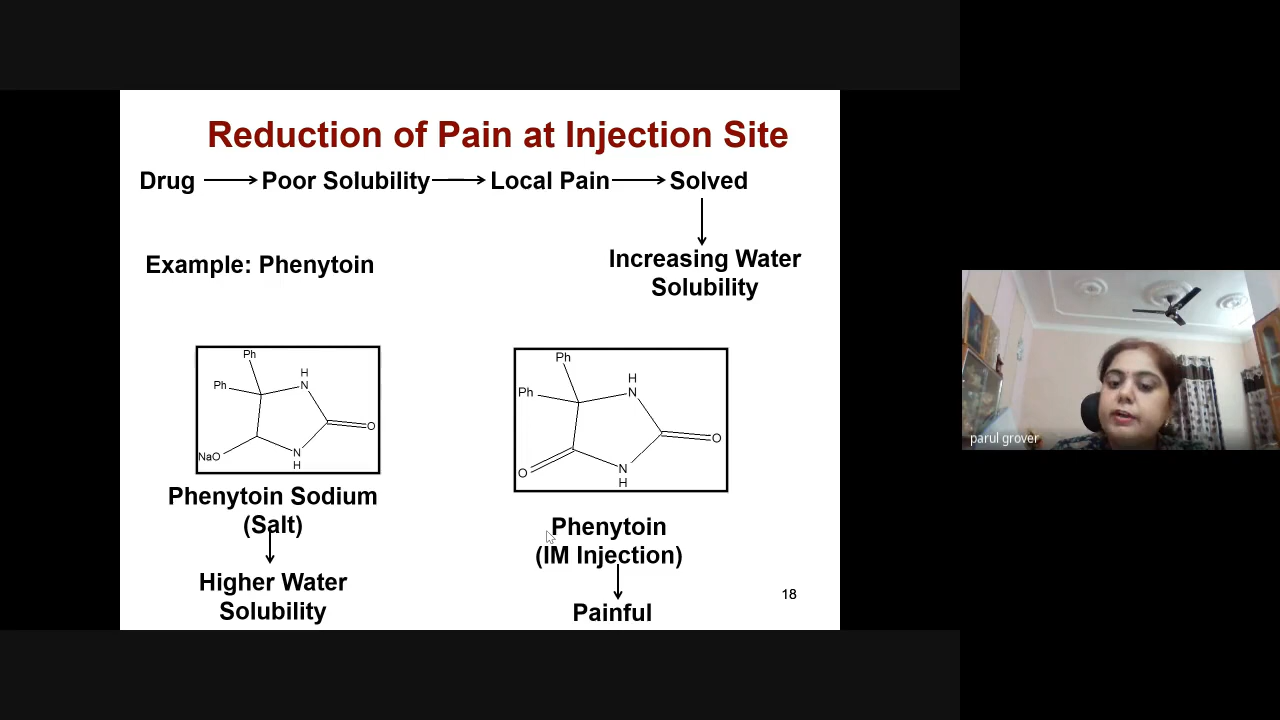 Reduction of Pain at Injection Site
Drug Poor Solubility Local Pain Solved
Increasing Water
Solubility
Example: Phenytoin
Ph
Ph
H
N
O
N
H
NaO
Phenytoin Sodium
(Salt)
Higher Water
Solubility
Ph
Ph
H
N
O
O
N
H
Phenytoin
(IM Injection)
Painful
18
parul grover